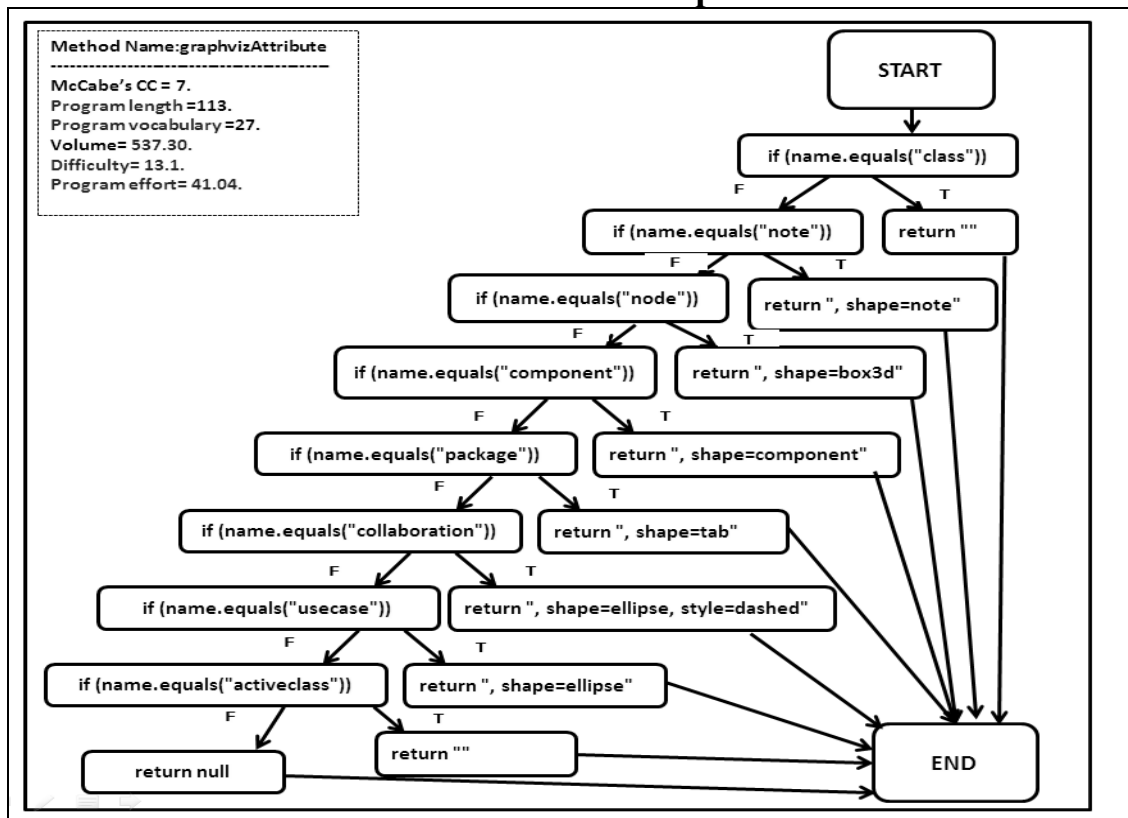 Method Name:graphvizAttribute
McCabe's CC = 7.
Program length =113.
Program vocabulary =27.
Volume= 537.30.
Difficulty= 13.1.
Program effort= 41.04.
START
if (name.equals("class"))
F
T
if (name.equals("note"))
return ""
F
T
if (name.equals("node"))
return ", shape=note"
F
T
if (name.equals("component"))
return ", shape=box3d"
F
T
if (name.equals("package"))
return ", shape=component"
F
T
if (name.equals("collaboration"))
return ", shape=tab"
F
T
if (name.equals("usecase"))
return ", shape=ellipse, style=dashed"
F
T
if (name.equals("activeclass"))
return ", shape=ellipse"
F
T
return null
return ""
END